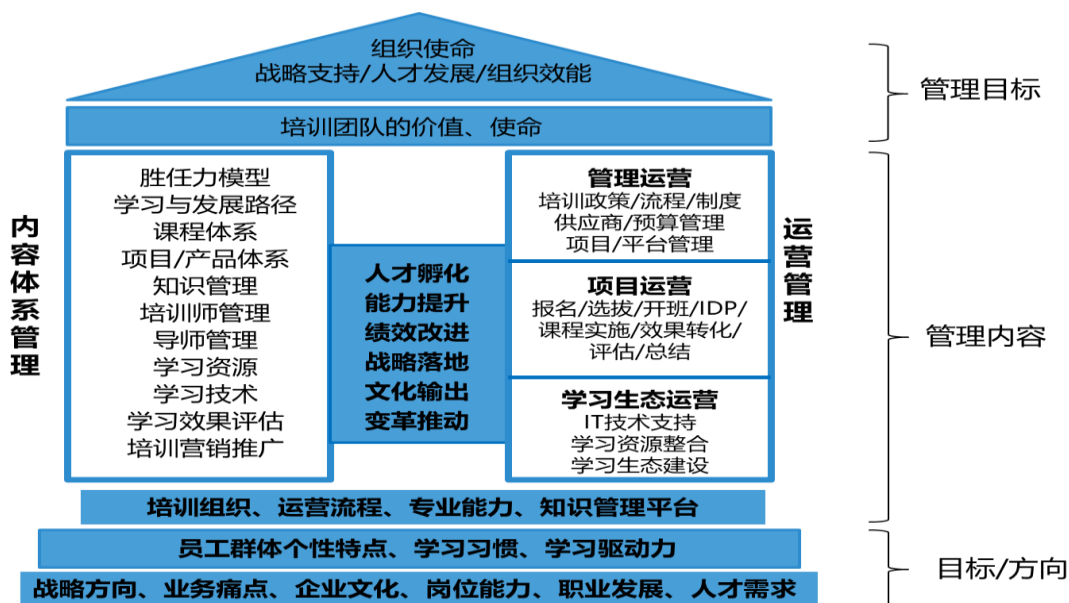 组织使命
战略支持/人才发展/组织效能
管理目标
培训团队的价值、使命
内容体系管理
胜任力模型
学习与发展路径
课程体系
项目/产品体系
知识管理
培训师管理
导师管理
学习资源
学习技术
学习效果评估
培训营销推广
人才孵化
能力提升
绩效改进
战略落地
文化输出
变革推动
管理运营
培训政策/流程/制度
供应商/预算管理
项目/平台管理
项目运营
报名/选拔/开班/IDP/
课程实施/效果转化/
评估/总结
学习生态运营
IT技术支持
学习资源整合
学习生态建设
运营管理
管理内容
培训组织、运营流程、专业能力、知识管理平台
员工群体个性特点、学习习惯、学习驱动力
战略方向、业务痛点、企业文化、岗位能力、职业发展、人才需求
目标/方向